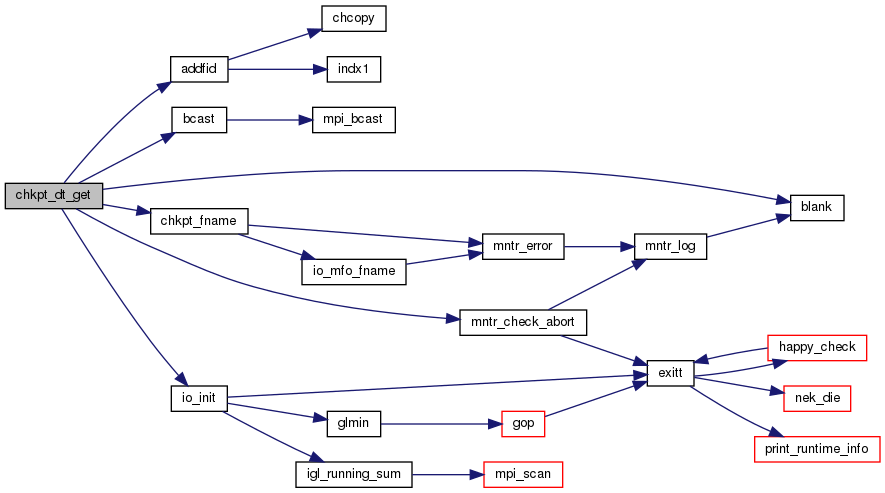 chcopy
addfid
indx1
bcast
mpi_bcast
chkpt_dt_get
blank
chkpt_fname
mntr_error
mntr_log
io_mfo_fname
mntr_check_abort
happy_check
exitt
io_init
nek_die
glmin
gop
print_runtime_info
igl_running_sum
mpi_scan